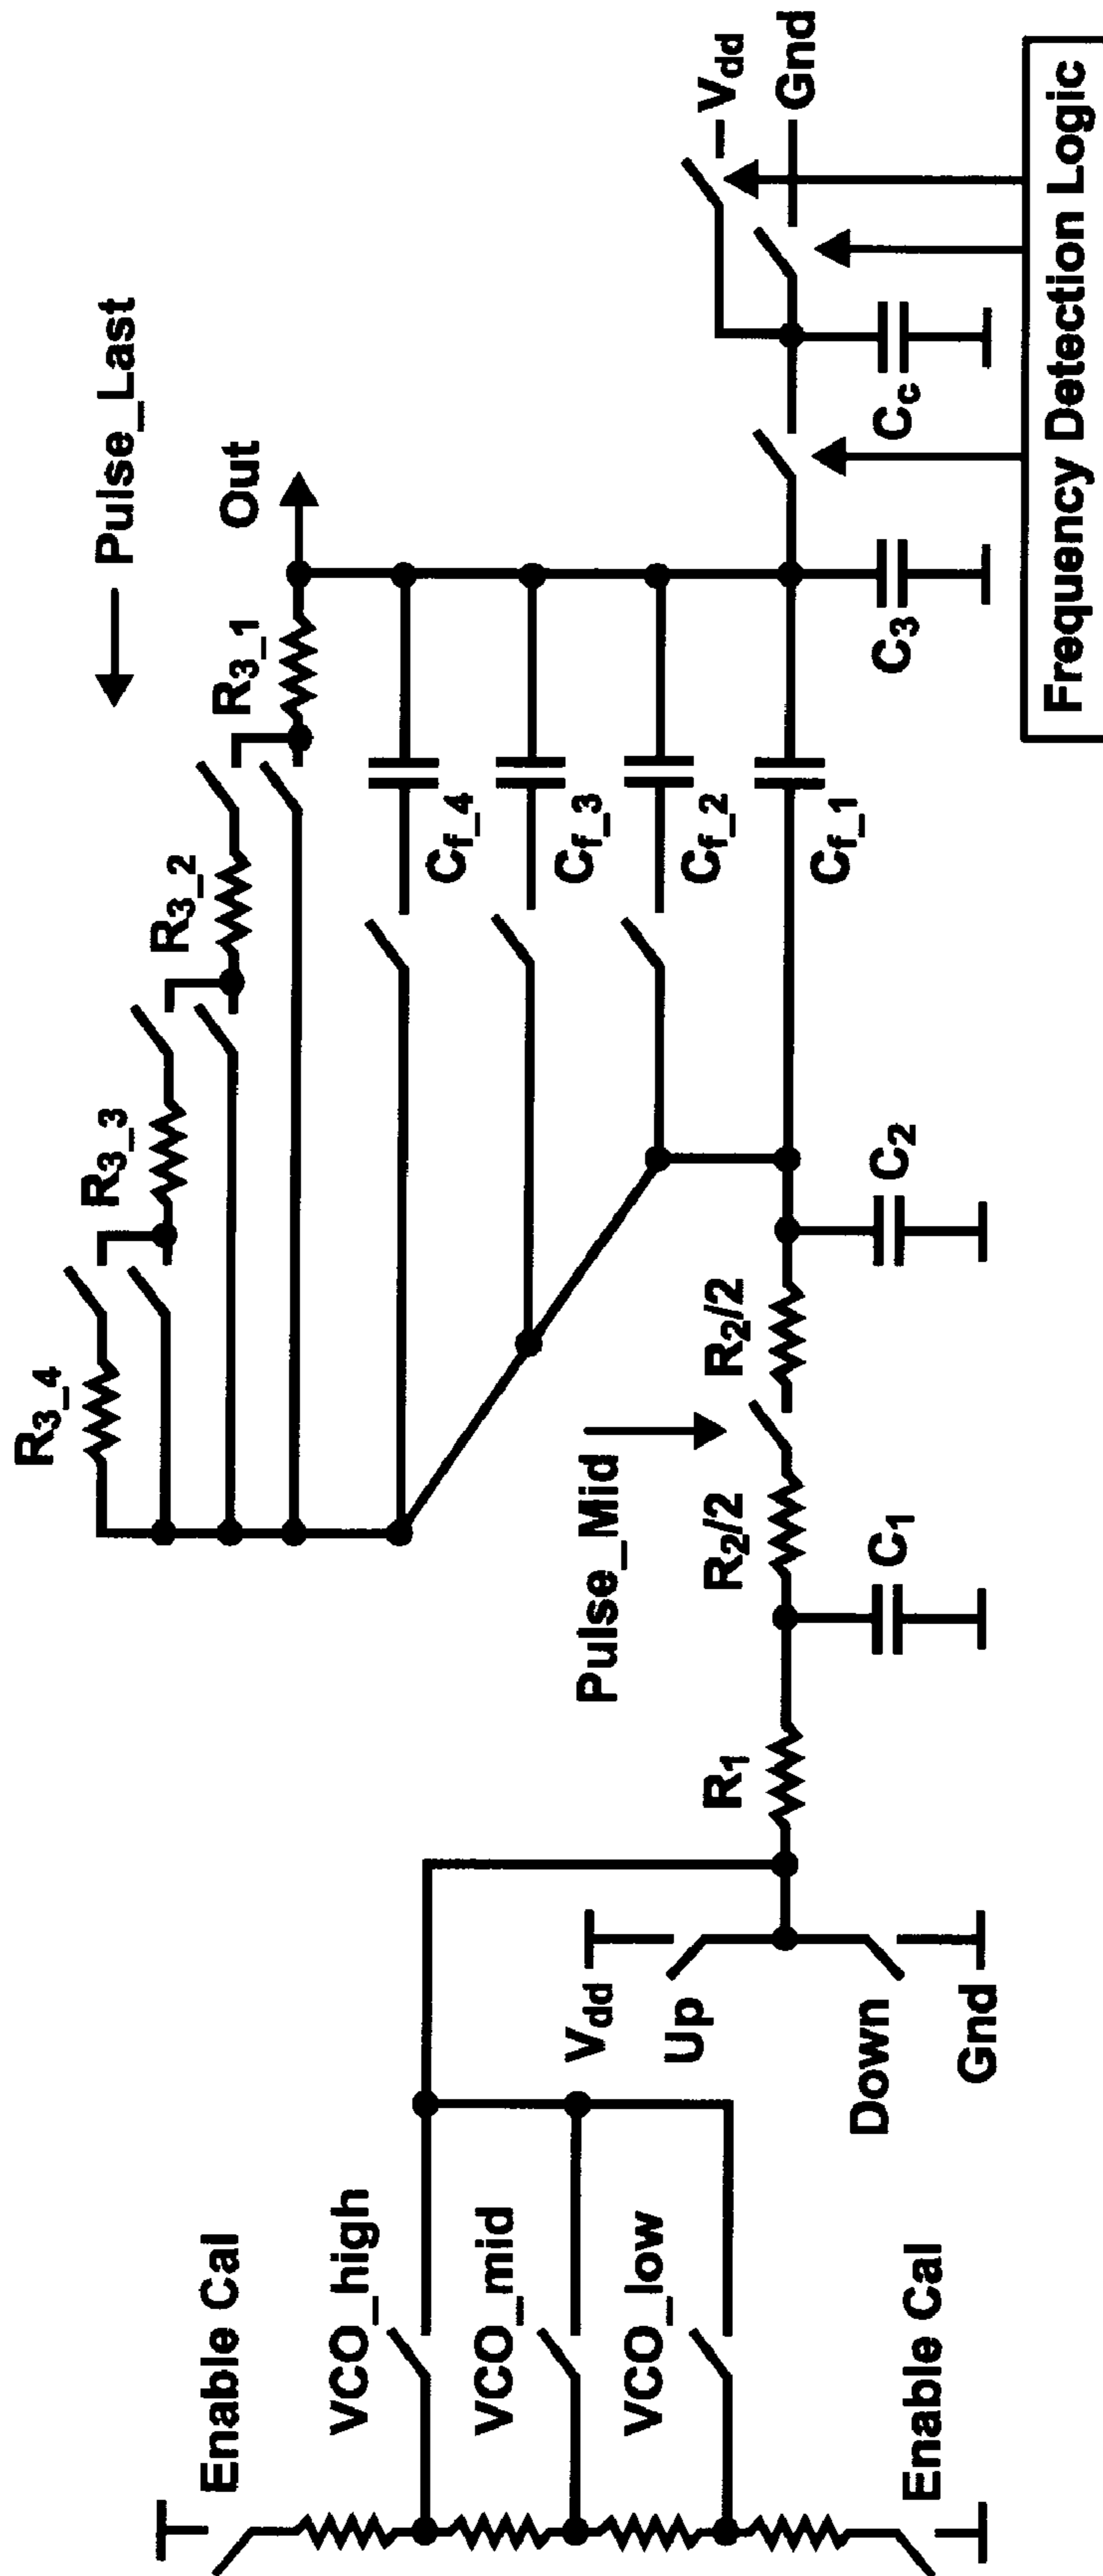 Enable Cal
VCO_high
VCO_mid
VCO_low
Enable Cal
Vdd
Up
Down
Gnd
R1
C1
Pulse_Mid
R2/2
R2/2
C2
R3_4
R3_3
R3_2
R3_1
Pulse_Last
Out
Cf_4
Cf_3
Cf_2
Cf_1
C3
Cc
Vdd
Gnd
Frequency Detection Logic